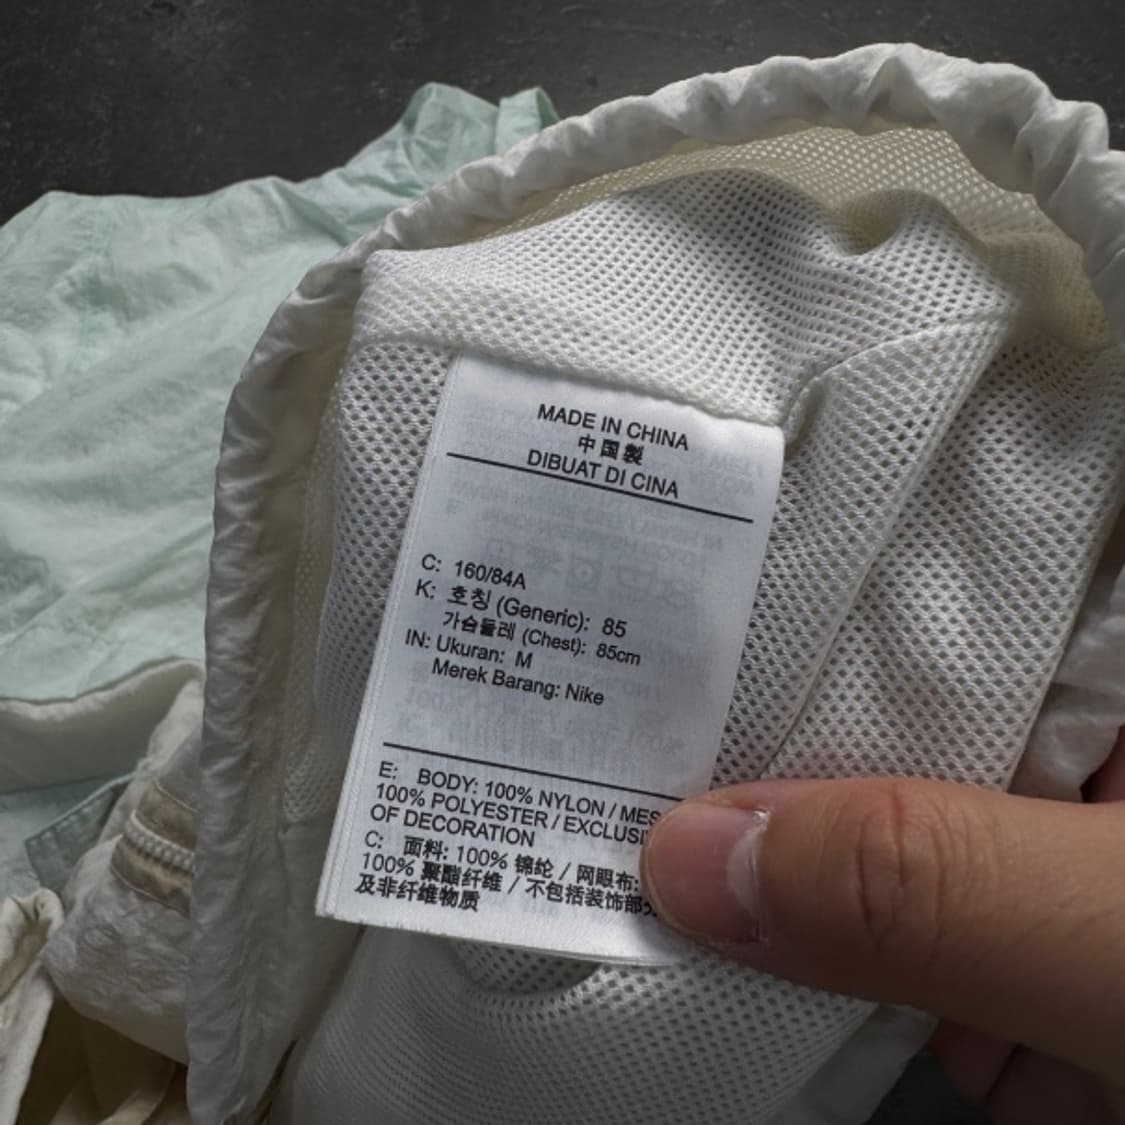 MADE IN CHINA
中国製
DIBUAT DI CINA
C: 160/84A
K: 호칭 (Generic): 85
가슴둘레 (Chest): 85cm
IN: Ukuran: M
Merek Barang: Nike
E: BODY: 100% NYLON / MES
100% POLYESTER / EXCLUSI
OF DECORATION
C: 面料: 100% 锦纶 / 网眼布:
100% 聚酯纤维 / 不包括装饰部
及非纤维物质